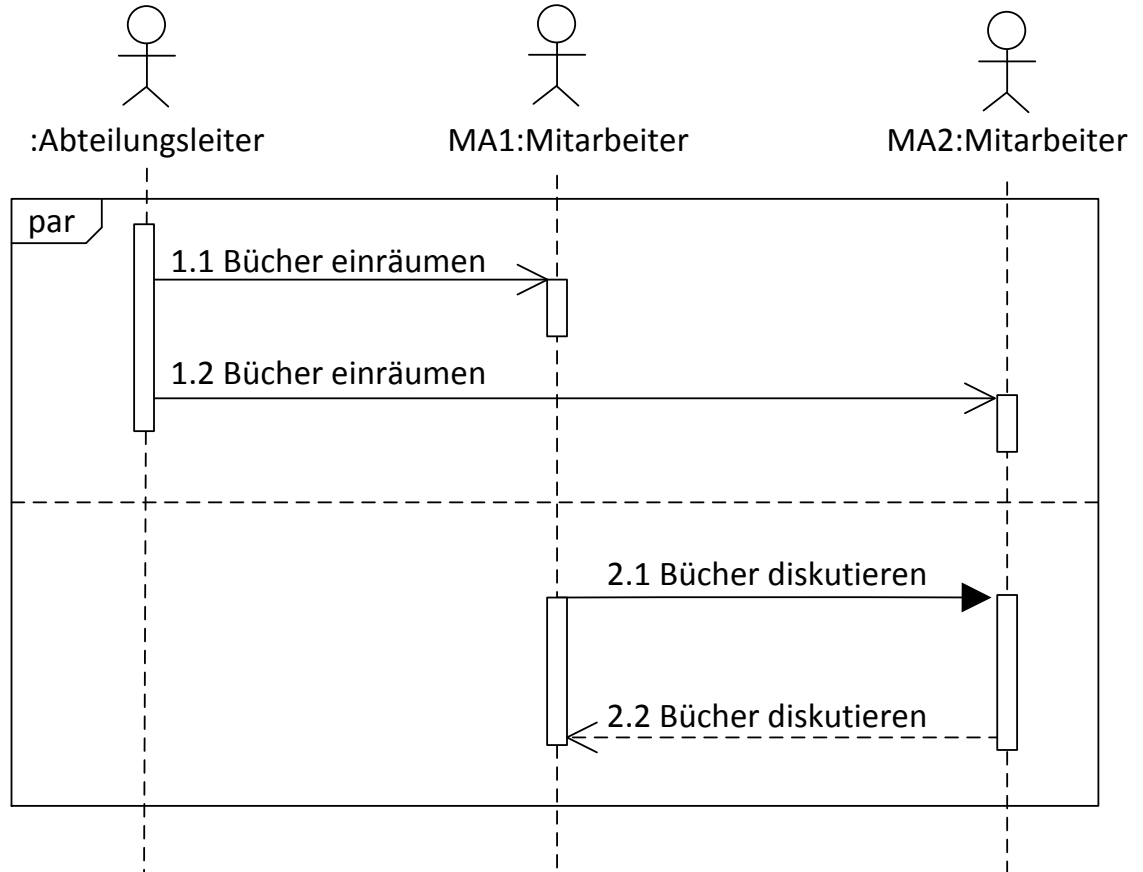 :Abteilungsleiter
MA1:Mitarbeiter
MA2:Mitarbeiter
par
1.1 Bücher einräumen
1.2 Bücher einräumen
2.1 Bücher diskutieren
2.2 Bücher diskutieren